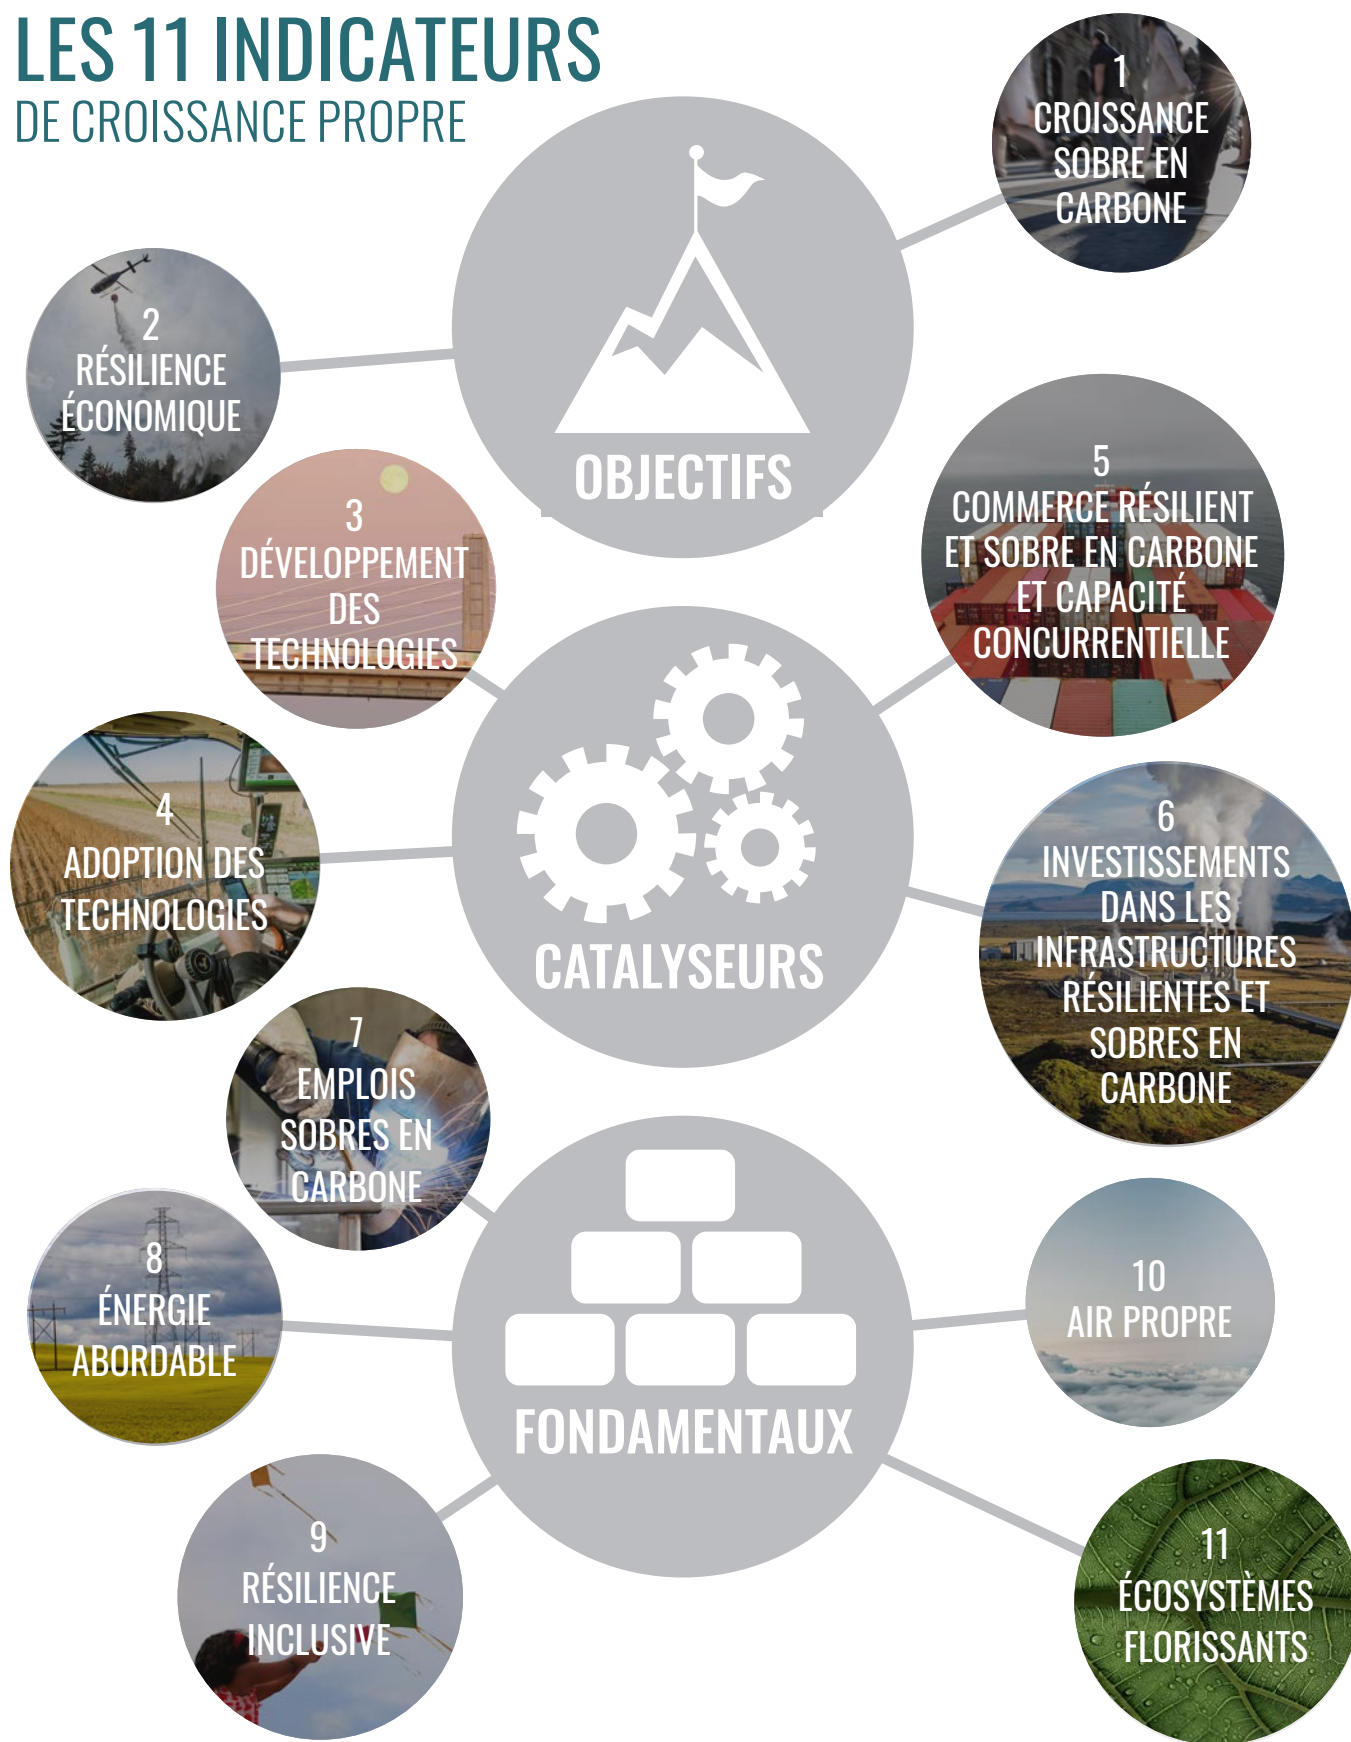 LES 11 INDICATEURS
DE CROISSANCE PROPRE
1
CROISSANCE
SOBRE EN
CARBONE
2
RÉSILIENCE
ÉCONOMIQUE
OBJECTIFS
3
DÉVELOPPEMENT
DES
TECHNOLOGIES
4
ADOPTION DES
TECHNOLOGIES
5
COMMERCE RÉSILIENT
ET SOBRE EN CARBONE
ET CAPACITÉ
CONCURRENTIELLE
6
INVESTISSEMENTS
DANS LES
INFRASTRUCTURES
RÉSILIENTES ET
SOBRES EN
CARBONE
CATALYSEURS
7
EMPLOIS
SOBRES EN
CARBONE
8
ÉNERGIE
ABORDABLE
9
RÉSILIENCE
INCLUSIVE
10
AIR PROPRE
11
ÉCOSYSTÈMES
FLORISSANTS
FONDAMENTAUX